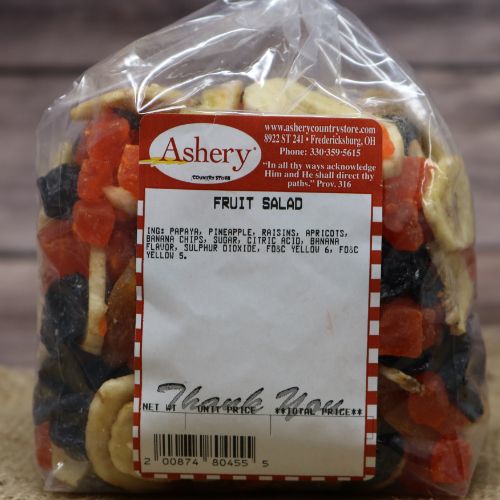 Ashery
COUNTRY STORE
www.asherycountrystore.com
8922 ST 241 • Fredericksburg, OH
Phone: 330-359-5615
"In all thy ways acknowledge
Him and He shall direct thy
paths." Prov. 316
FRUIT SALAD
ING: PAPAYA, PINEAPPLE, RAISINS, APRICOTS,
BANANA CHIPS, SUGAR, CITRIC ACID, BANANA
FLAVOR, SULPHUR DIOXIDE, FD&C YELLOW 6, FD&C
YELLOW 5.
Thank You
NET WT UNIT PRICE **TOTAL PRICE**
2 00874 80455 5